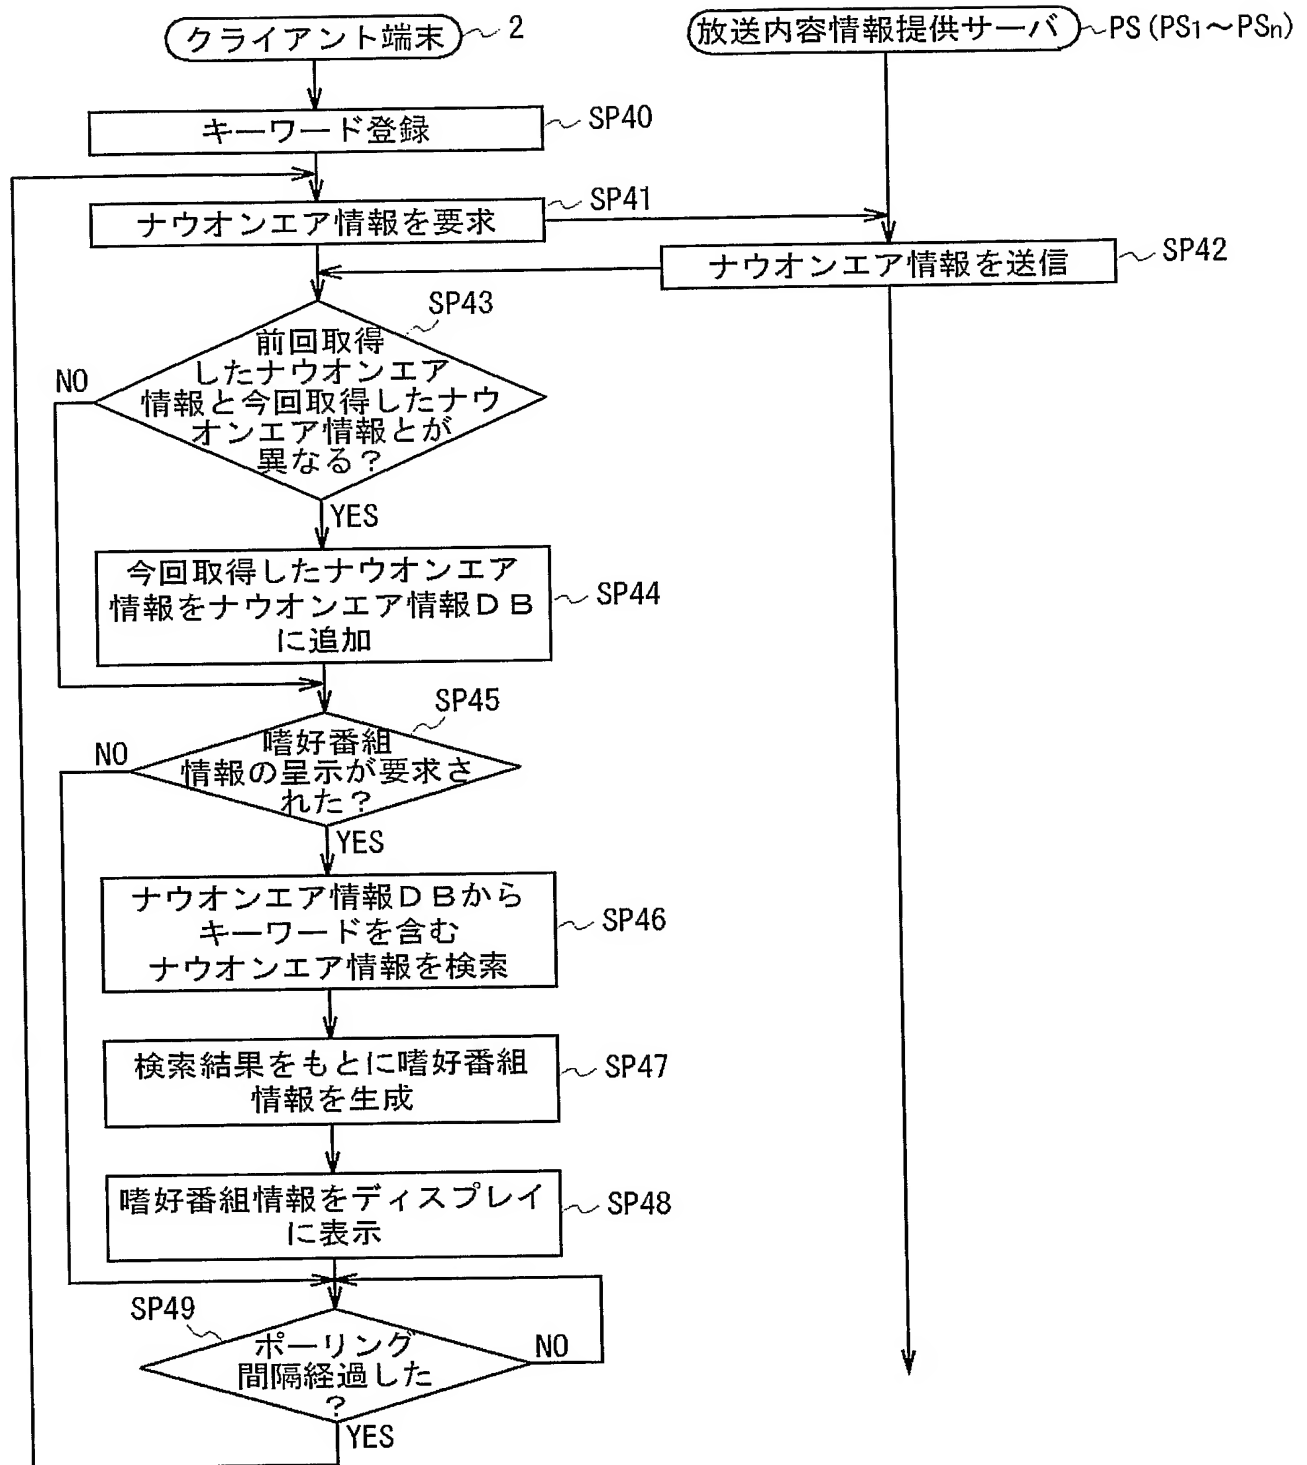 クライアント端末
2
放送内容情報提供サーバ
PS(PS1～PSn)
キーワード登録
SP40
ナウオンエア情報を要求
SP41
ナウオンエア情報を送信
SP42
SP43
前回取得
したナウオンエア
情報と今回取得したナウ
オンエア情報とが
異なる？
NO
YES
今回取得したナウオンエア
情報をナウオンエア情報ＤＢ
に追加
SP44
SP45
嗜好番組
情報の呈示が要求さ
れた？
NO
YES
ナウオンエア情報ＤＢから
キーワードを含む
ナウオンエア情報を検索
SP46
検索結果をもとに嗜好番組
情報を生成
SP47
嗜好番組情報をディスプレイ
に表示
SP48
SP49
ポーリング
間隔経過した
？
NO
YES